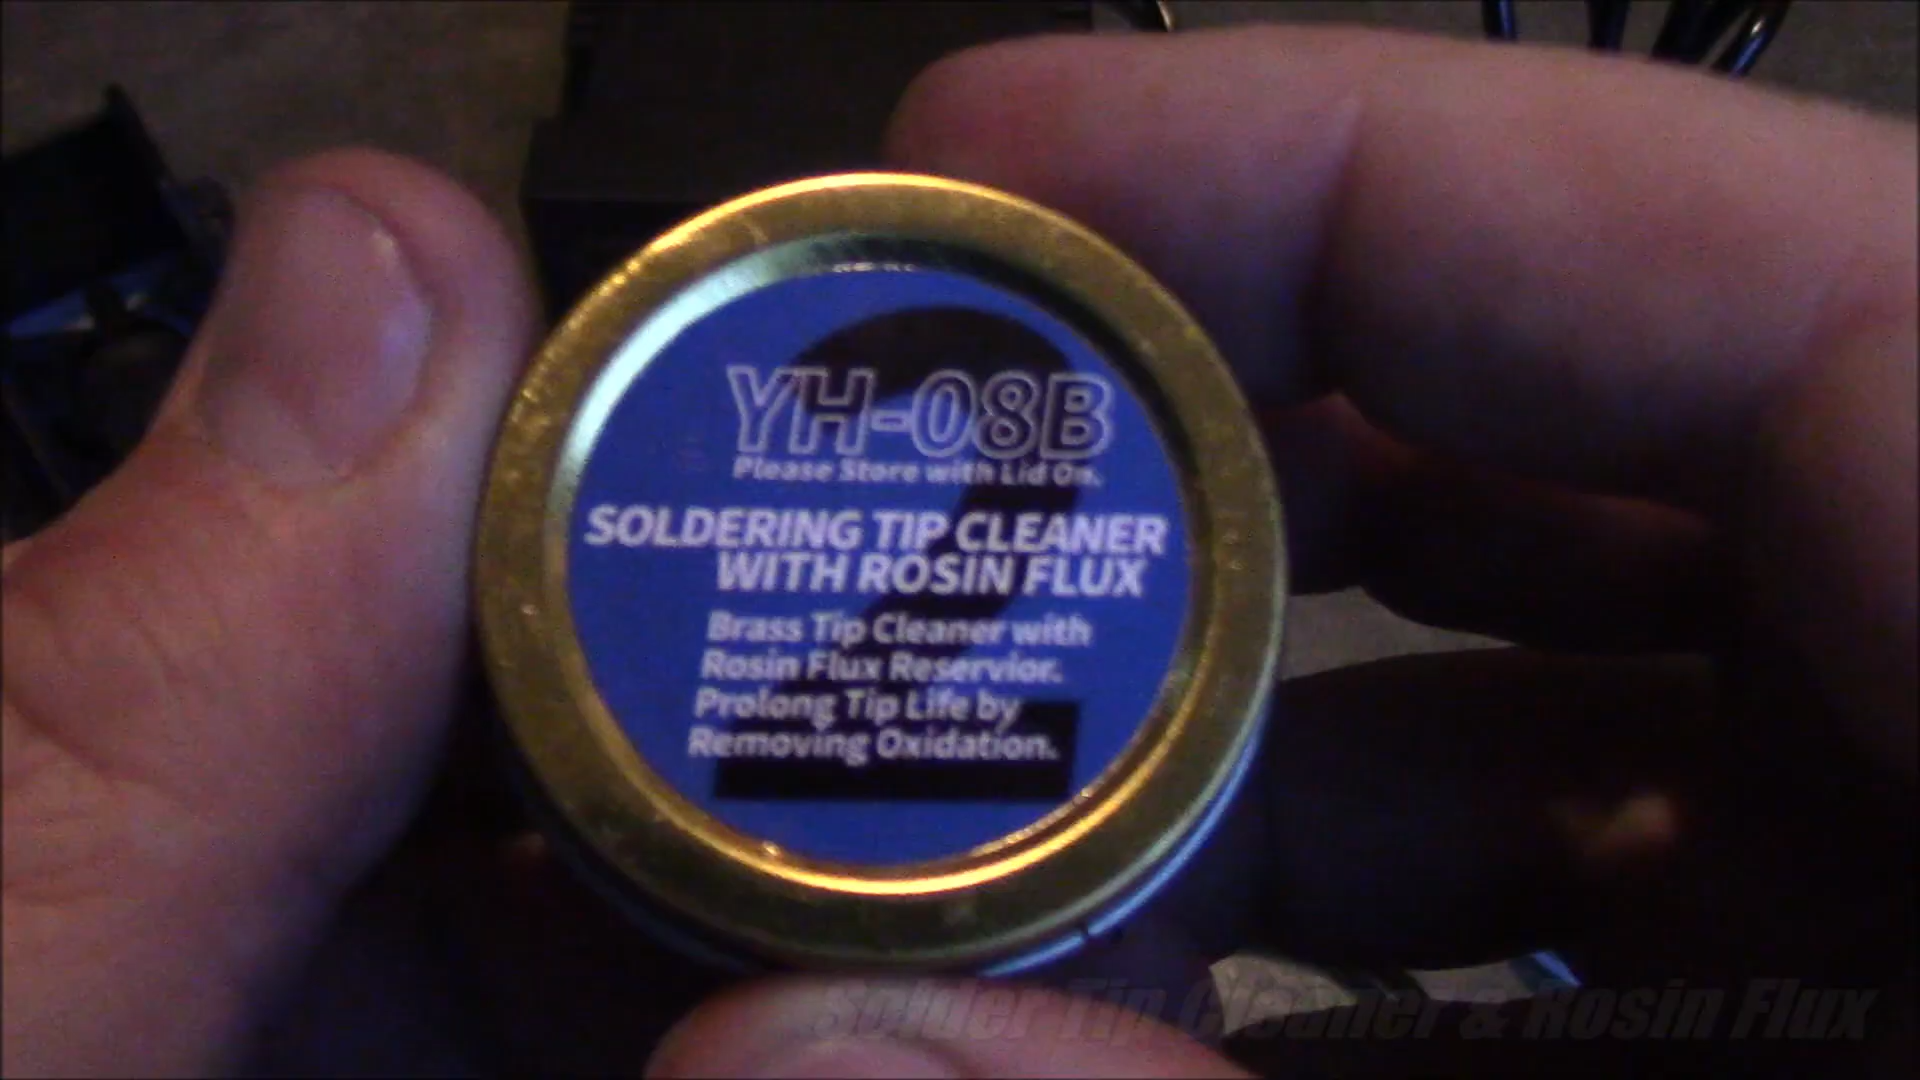 2
YH-08B
Please Store with Lid On.
SOLDERING TIP CLEANER
WITH ROSIN FLUX
Brass Tip Cleaner with
Rosin Flux Reservior.
Prolong Tip Life by
Removing Oxidation.
Solder Tip Cleaner & Rosin Flux